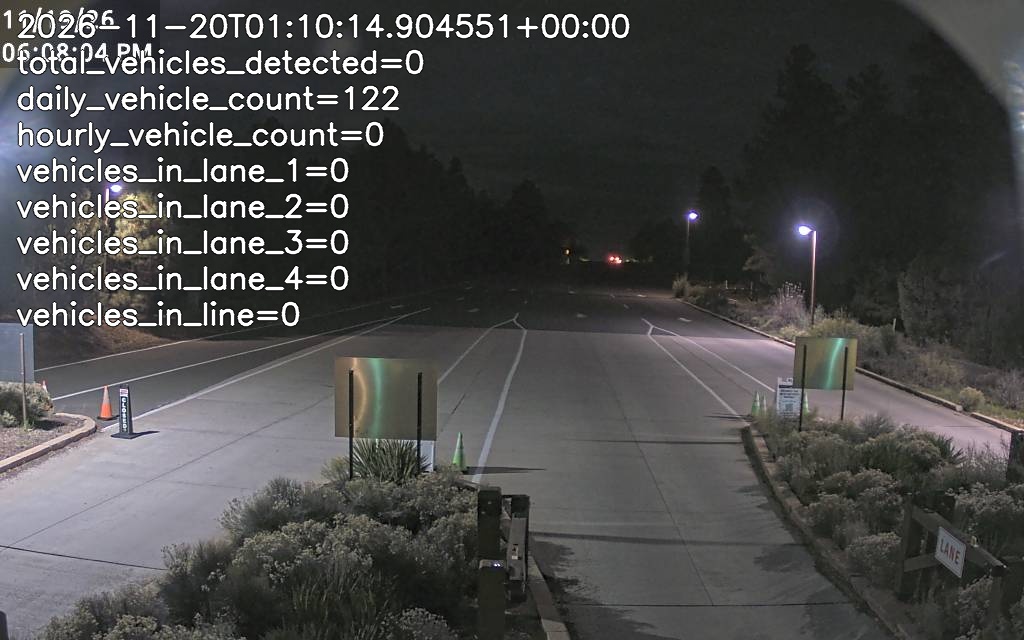 2026-11-20T01:10:14.904551+00:00
06:08:04 PM
total_vehicles_detected=0
daily_vehicle_count=122
hourly_vehicle_count=0
vehicles_in_lane_1=0
vehicles_in_lane_2=0
vehicles_in_lane_3=0
vehicles_in_lane_4=0
vehicles_in_line=0
CLOSED
LANE